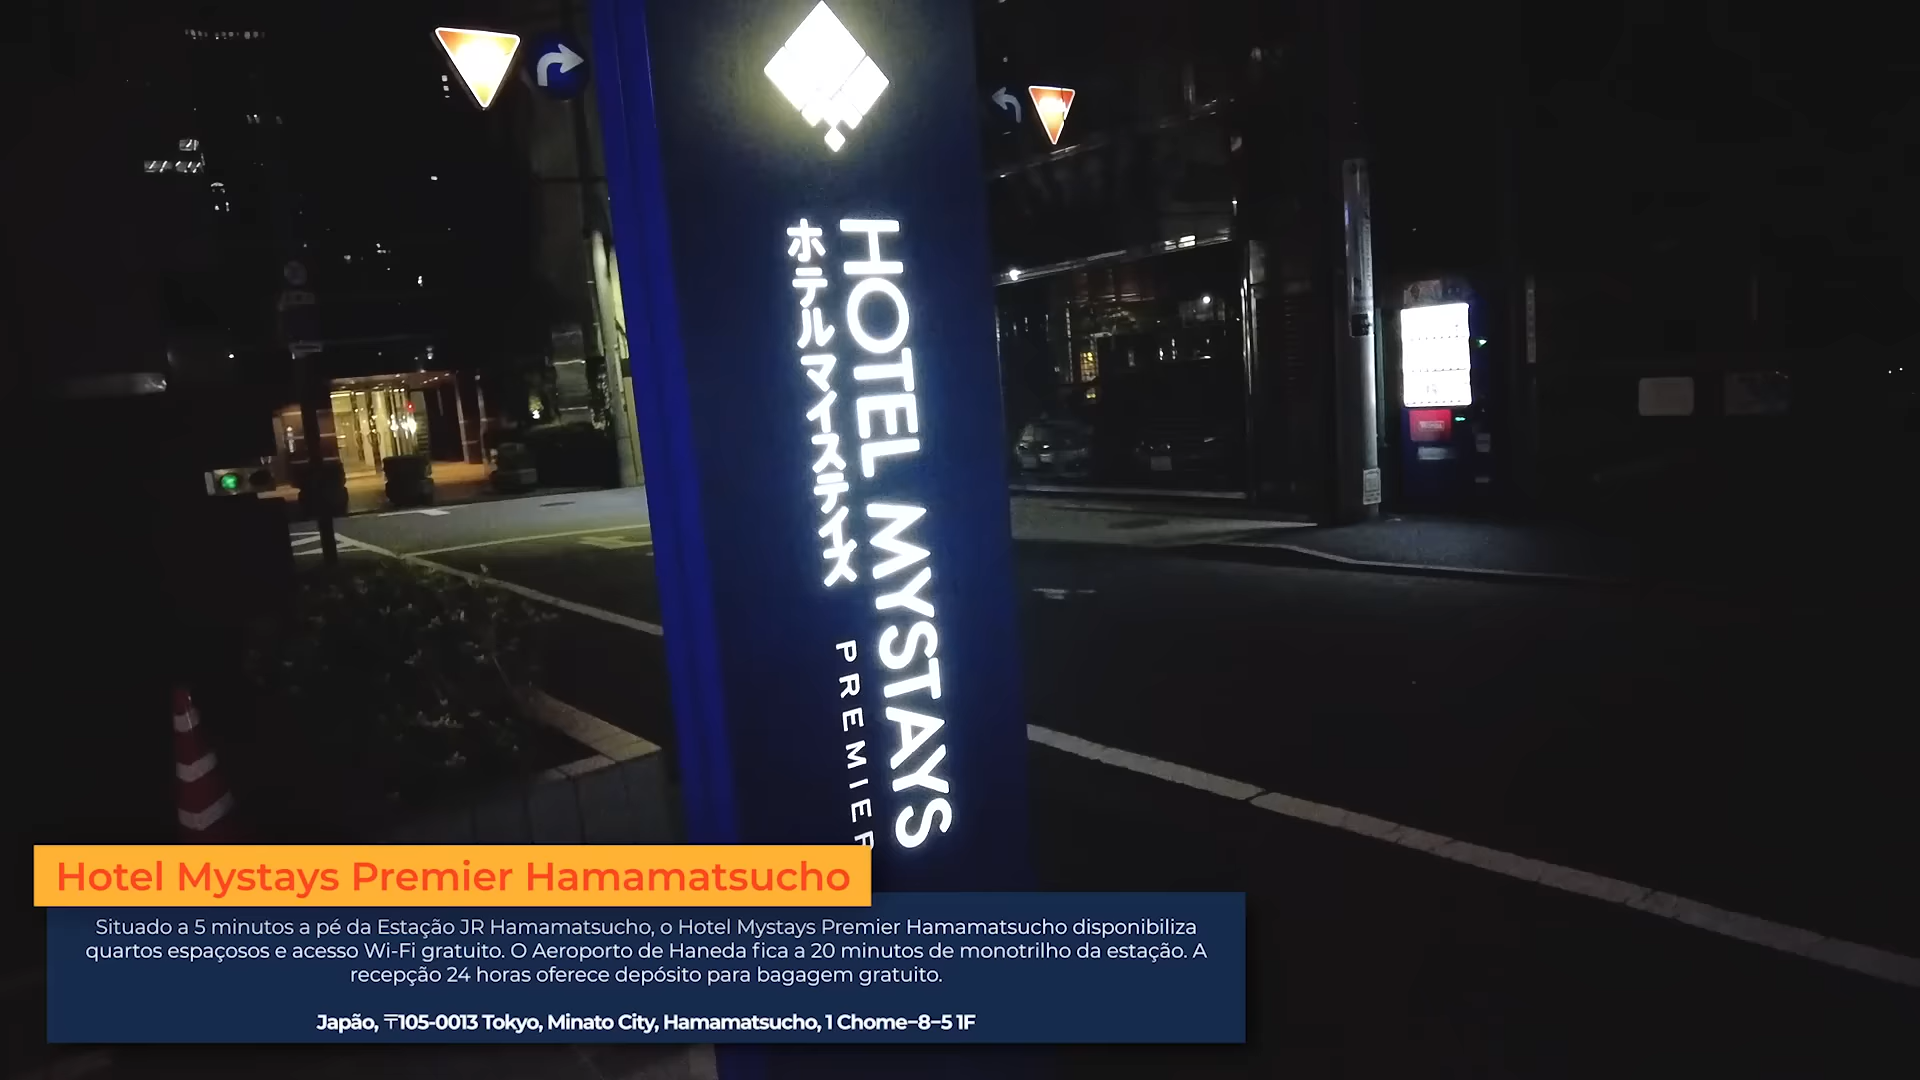 ホテルマイステイズ
HOTEL MYSTAYS
PREMIER
Hotel Mystays Premier Hamamatsucho
Situado a 5 minutos a pé da Estação JR Hamamatsucho, o Hotel Mystays Premier Hamamatsucho disponibiliza
quartos espaçosos e acesso Wi-Fi gratuito. O Aeroporto de Haneda fica a 20 minutos de monotrilho da estação. A
recepção 24 horas oferece depósito para bagagem gratuito.
Japão, 〒105-0013 Tokyo, Minato City, Hamamatsucho, 1 Chome−8−5 1F